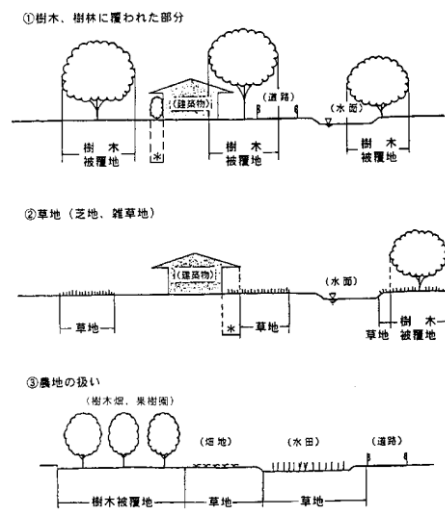 ①樹木、樹林に覆われた部分
(建築物)
(道路)
(水面)
樹木
被覆地
*
樹木
被覆地
樹木
被覆地
②草地（芝地、雑草地）
(建築物)
(水面)
草地
*
草地
草地
樹木
被覆地
③農地の扱い
(樹木畑、果樹園)
(畑地)
(水田)
(道路)
樹木被覆地
草地
草地